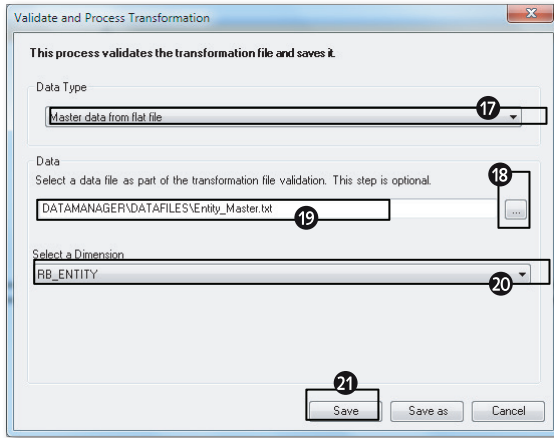 Validate and Process Transformation
This process validates the transformation file and saves it.
Data Type
Master data from flat file
17
Data
Select a data file as part of the transformation file validation. This step is optional.
18
DATAMANAGER\DATAFILES\Entity_Master.txt
...
19
Select a Dimension
RB_ENTITY
20
21
Save Save as Cancel